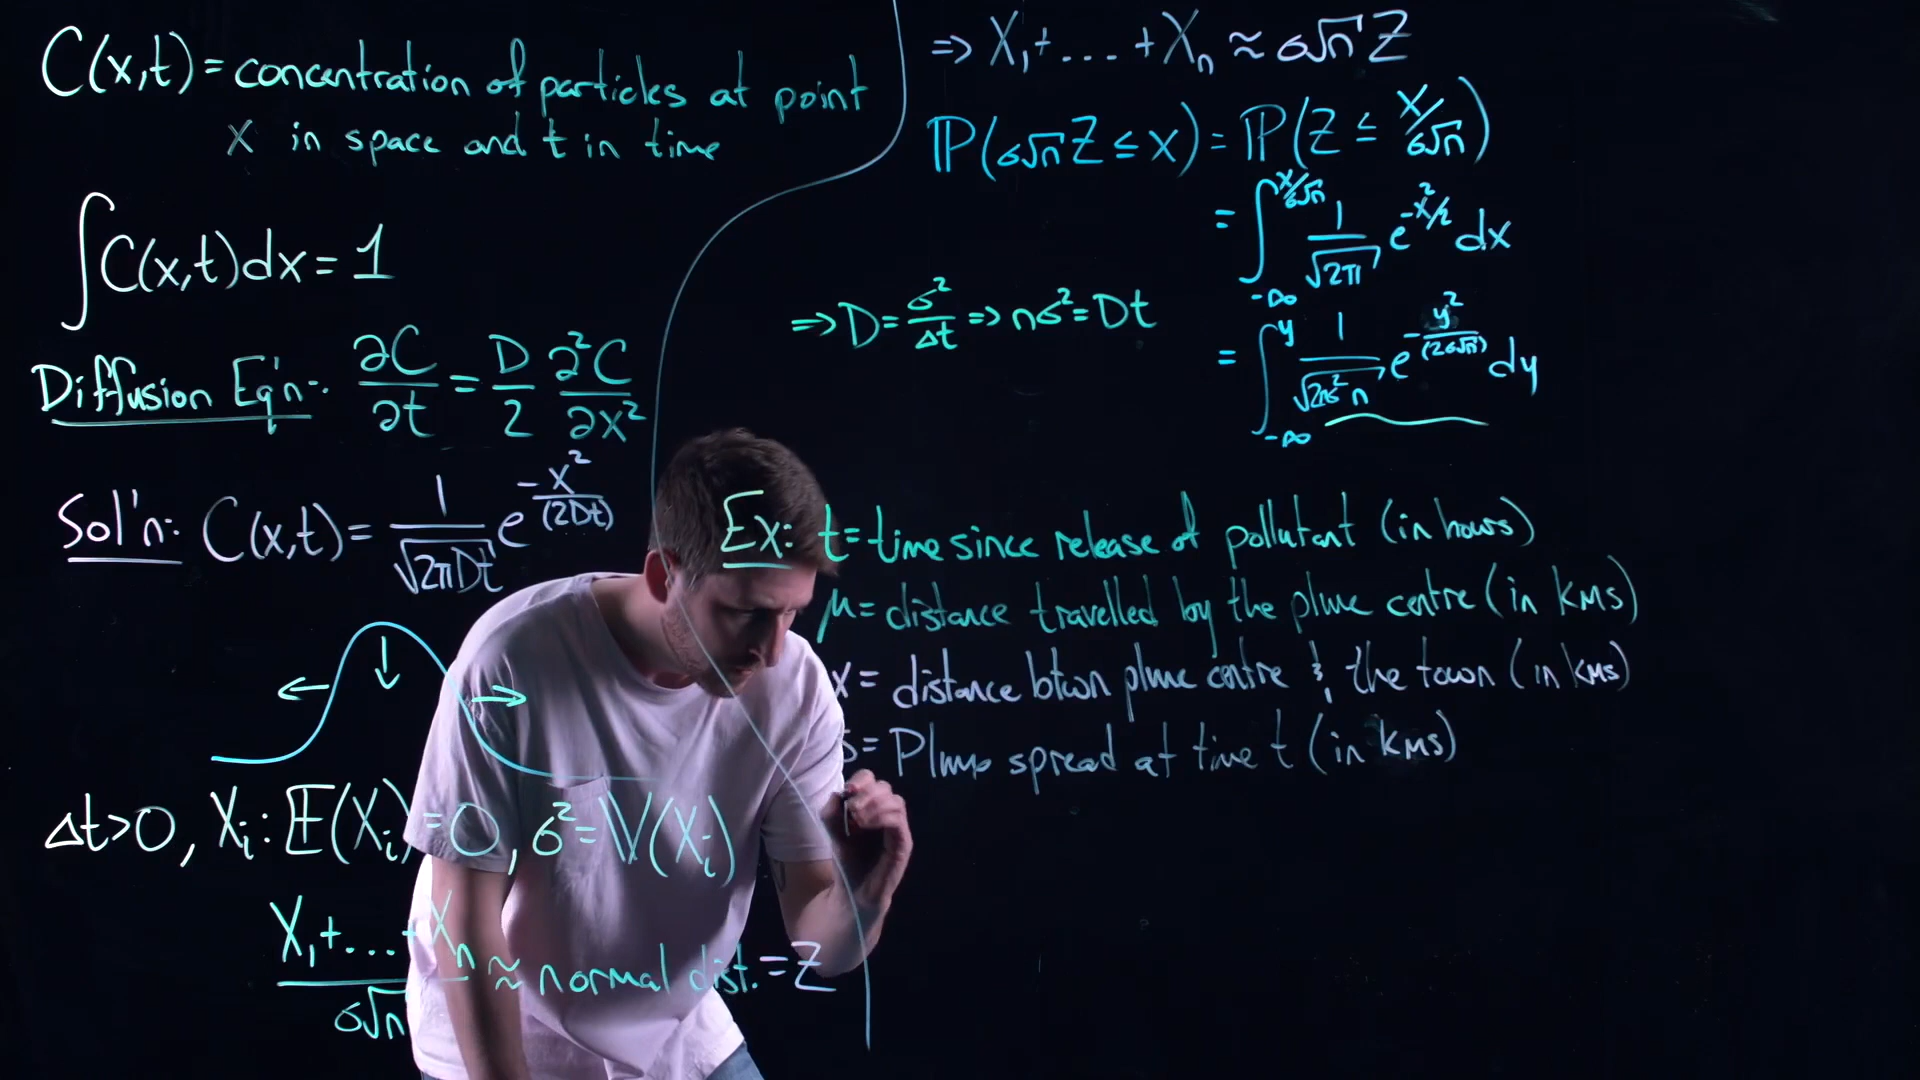 C(x,t) = concentration of particles at point
x in space and t in time
∫C(x,t)dx = 1
Diffusion Eq'n: ∂C/∂t = D/2 ∂²C/∂x²
Sol'n: C(x,t) = 1/√(2πDt) e^(-x²/(2Dt))
Δt>0, Xᵢ: 𝔼(Xᵢ) = 0, σ² = 𝕍(Xᵢ)
(X₁+...+Xₙ)/(σ√n) ≈ normal dist. = Z
⇒ X₁+...+Xₙ ≈ σ√n Z
ℙ(σ√n Z ≤ x) = ℙ(Z ≤ x/σ√n)
= ∫_{-∞}^{x/σ√n} 1/√(2π) e^(-x²/2) dx
⇒ D = σ²/Δt ⇒ nσ² = Dt
= ∫_{-∞}^{y} 1/√(2πσ²n) e^(-y²/(2σ√n)) dy
Ex: t = time since release of pollutant (in hours)
μ = distance travelled by the plume centre (in kms)
x = distance btwn plume centre & the town (in kms)
σ = Plume spread at time t (in kms)